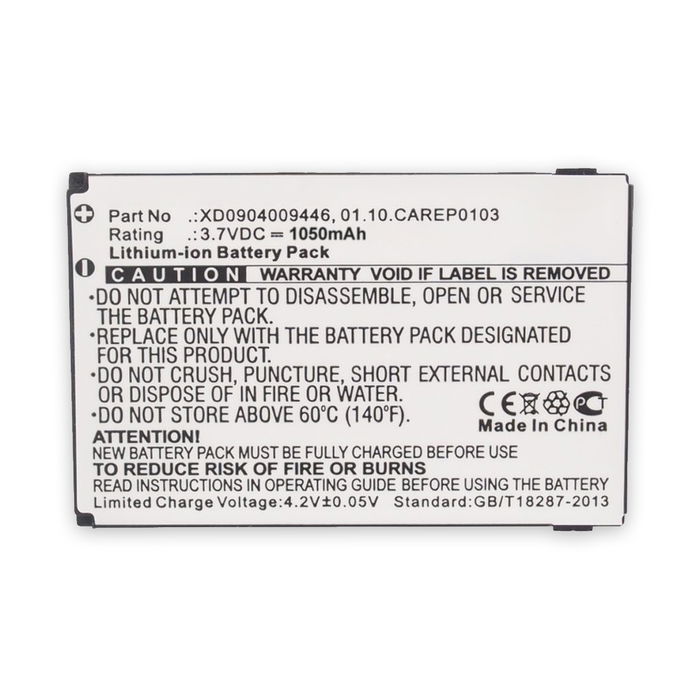 Part No .:XD0904009446, 01.10.CAREP0103
Rating .:3.7VDC = 1050mAh
Lithium-ion Battery Pack
CAUTION WARRANTY VOID IF LABEL IS REMOVED
•DO NOT ATTEMPT TO DISASSEMBLE, OPEN OR SERVICE
THE BATTERY PACK.
•REPLACE ONLY WITH THE BATTERY PACK DESIGNATED
FOR THIS EQUIPMENT.
•DO NOT CRUSH, PUNCTURE, SHORT EXTERNAL CONTACTS
OR DISPOSE OF IN FIRE OR WATER.
•DO NOT STORE ABOVE 60°C (140°F).
CE PCT
Made In China
ATTENTION!
NEW BATTERY PACK MUST BE FULLY CHARGED BEFORE USE
TO REDUCE RISK OF FIRE OR BURNS
READ INSTRUCTIONS IN OPERATING GUIDE BEFORE USING THE BATTERY
Limited Charge Voltage:4.2V±0.05V Standard:GB/T18287-2013